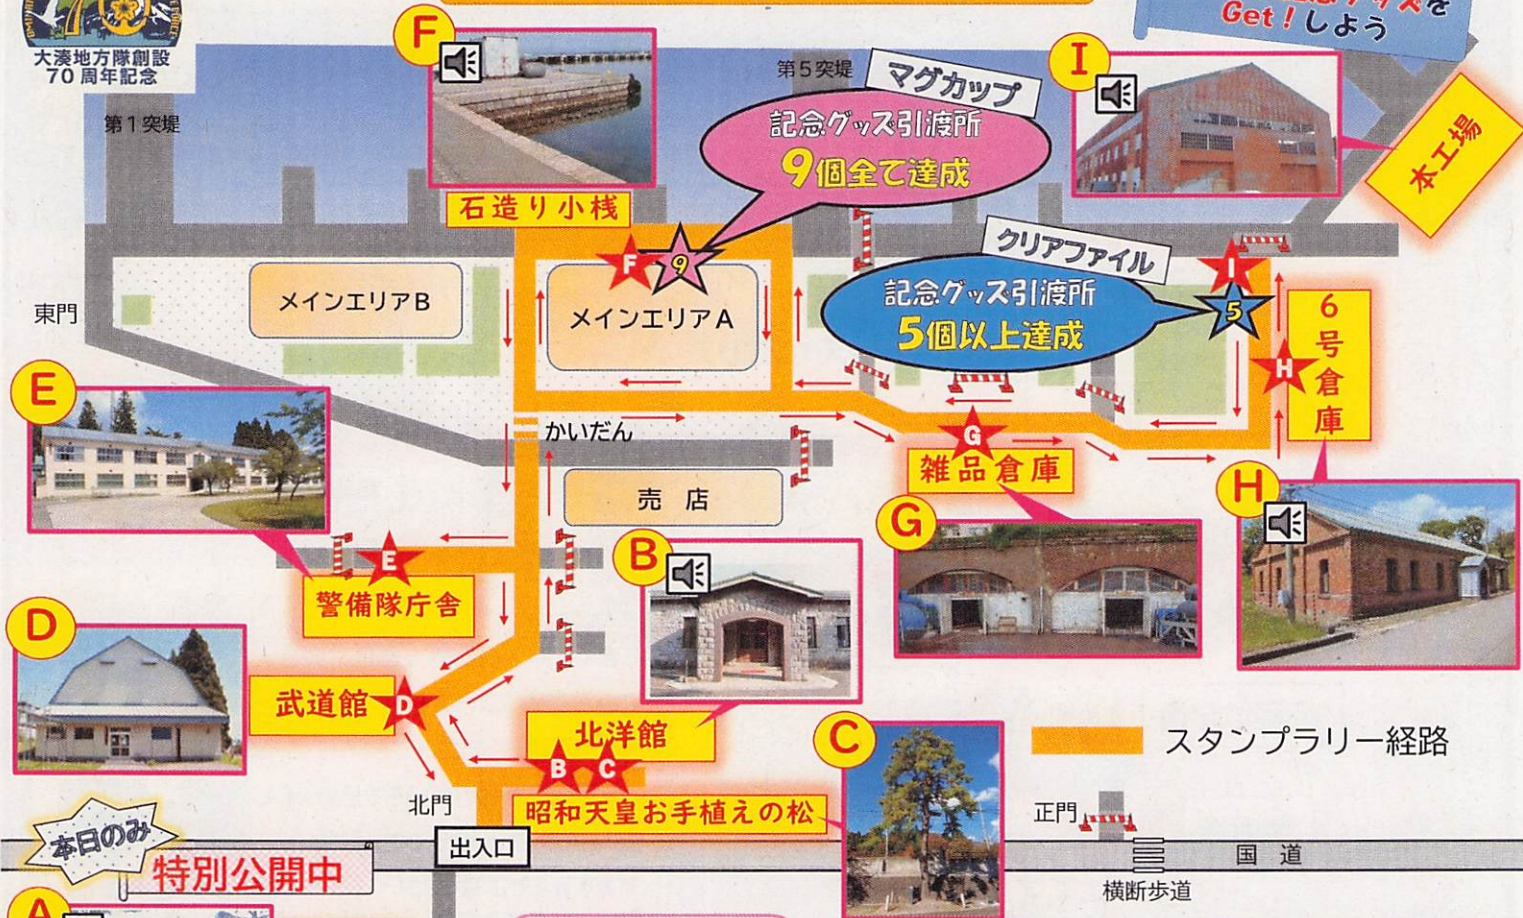 大湊地方隊創設
70周年記念
Get!しよう
F
I
第1突堤
第5突堤
マグカップ
記念グッズ引渡所
9個全て達成
本工場
石造り小桟
クリアファイル
記念グッズ引渡所
5個以上達成
F
9
I
5
東門
メインエリアB
メインエリアA
6号倉庫
H
E
かいだん
G
雑品倉庫
売店
H
G
E
警備隊庁舎
B
D
武道館
D
北洋館
B
C
C
スタンプラリー経路
昭和天皇お手植えの松
北門
正門
出入口
国道
横断歩道
本日のみ
特別公開中
A